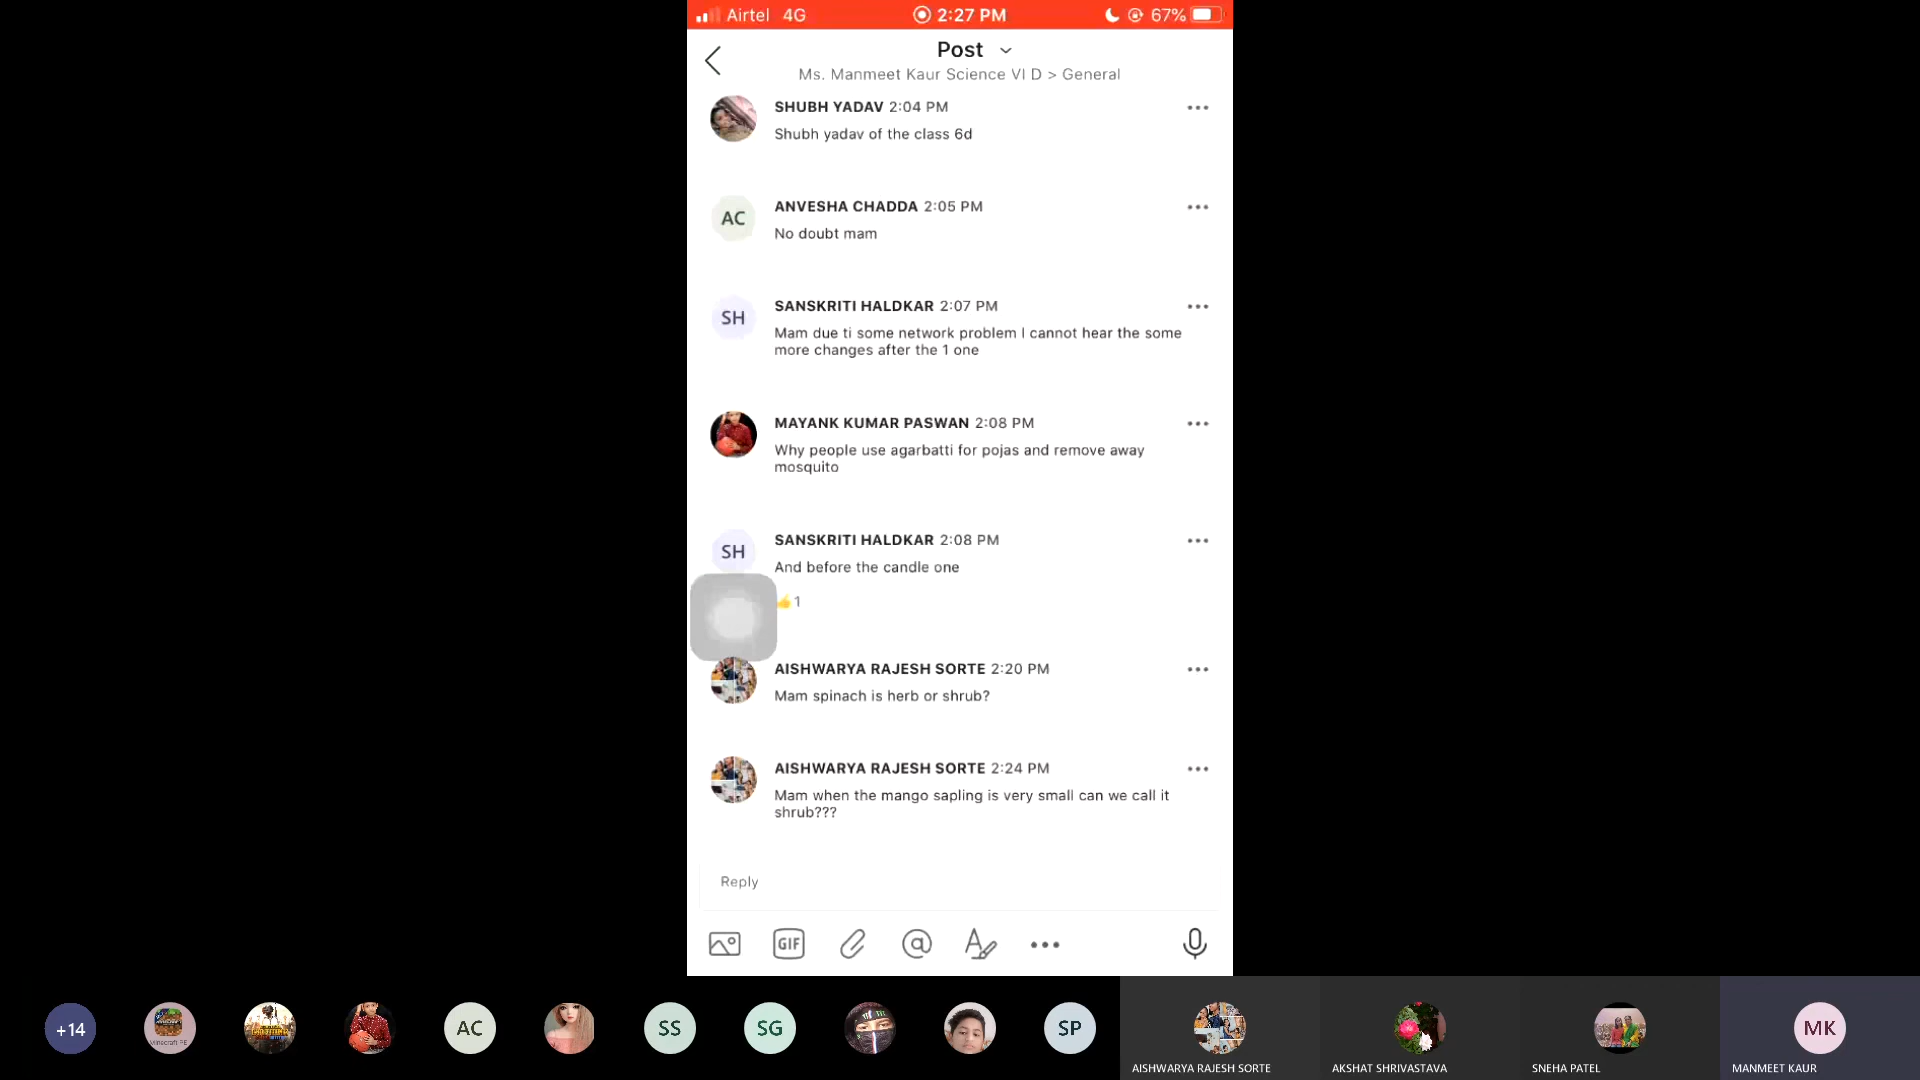 Airtel 4G 2:27 PM 67%
Post
Ms. Manmeet Kaur Science VI D > General
SHUBH YADAV 2:04 PM
Shubh yadav of the class 6d
AC
ANVESHA CHADDA 2:05 PM
No doubt mam
SH
SANSKRITI HALDKAR 2:07 PM
Mam due ti some network problem I cannot hear the some
more changes after the 1 one
MAYANK KUMAR PASWAN 2:08 PM
Why people use agarbatti for pojas and remove away
mosquito
SH
SANSKRITI HALDKAR 2:08 PM
And before the candle one
1
AISHWARYA RAJESH SORTE 2:20 PM
Mam spinach is herb or shrub?
AISHWARYA RAJESH SORTE 2:24 PM
Mam when the mango sapling is very small can we call it
shrub???
Reply
GIF
+14
Minecraft PE
AC
SS
SG
SP
MK
AISHWARYA RAJESH SORTE
AKSHAT SHRIVASTAVA
SNEHA PATEL
MANMEET KAUR